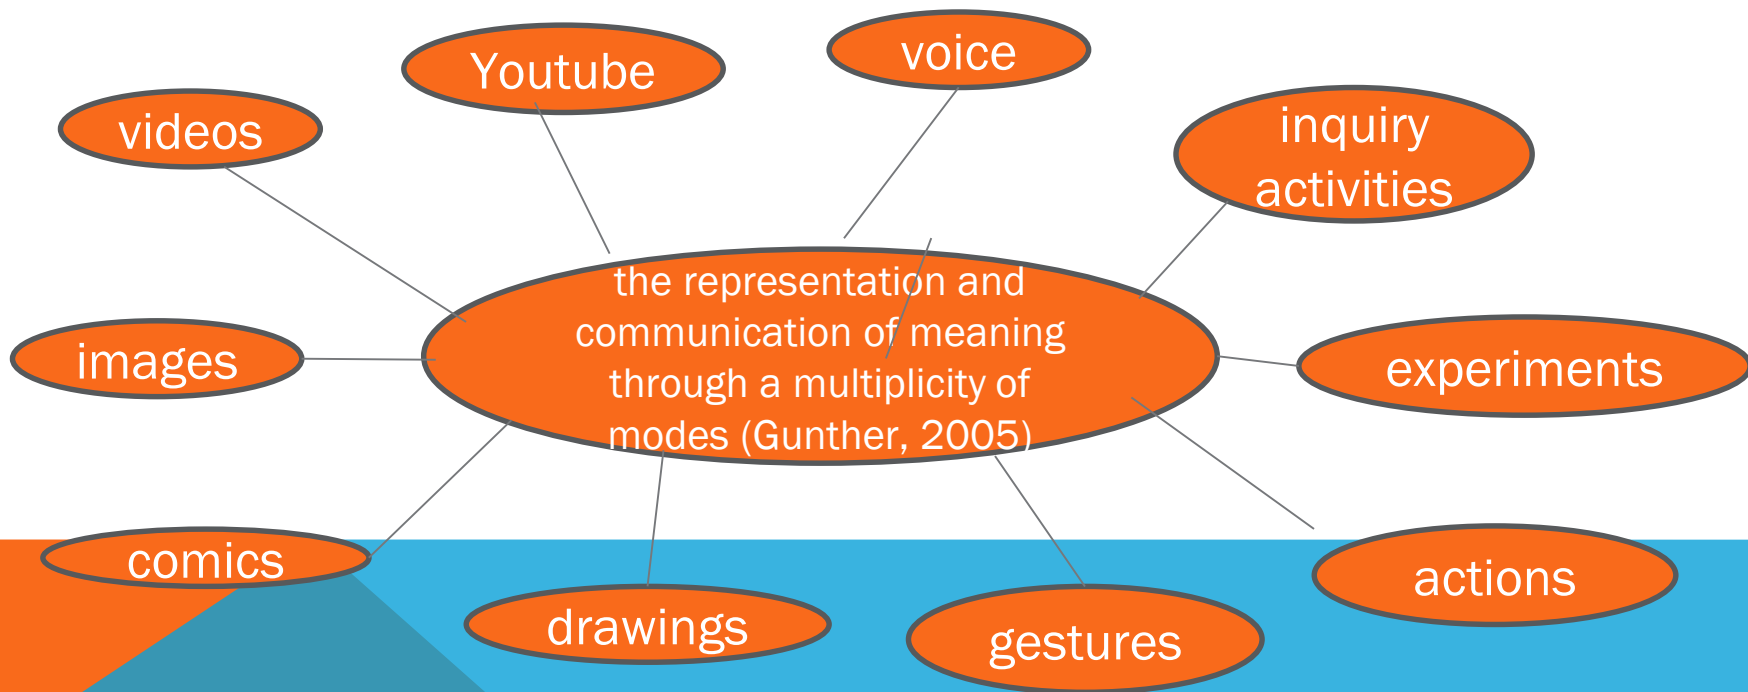 voice
Youtube
videos
inquiry
activities
the representation and
communication of meaning
through a multiplicity of
modes (Gunther, 2005)
images
experiments
comics
drawings
gestures
actions